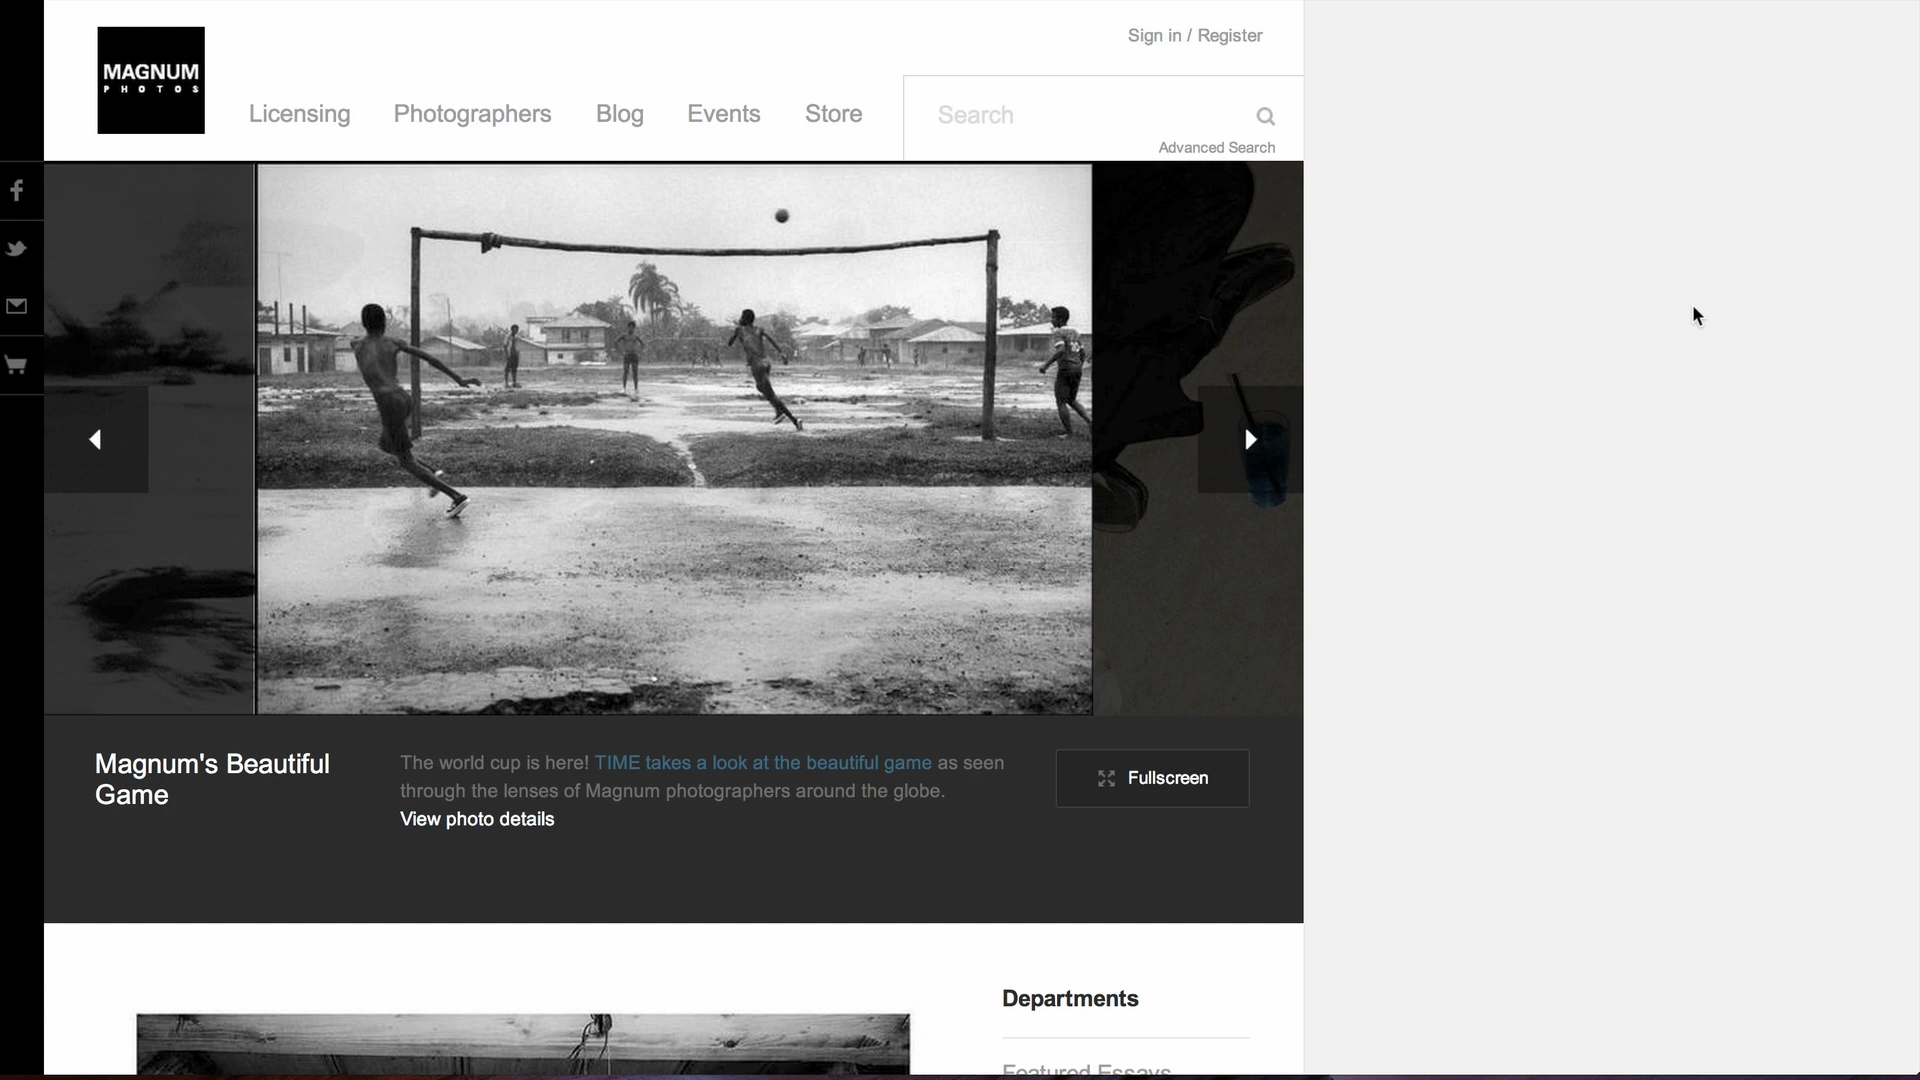 Sign in / Register
MAGNUM
PHOTOS
Licensing Photographers Blog Events Store
Search
Advanced Search
Magnum's Beautiful
Game
The world cup is here! TIME takes a look at the beautiful game as seen
through the lenses of Magnum photographers around the globe.
View photo details
Fullscreen
Departments
Featured Essays